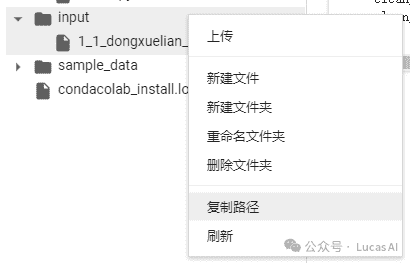 input
1_1_dongxuelian_
sample_data
condacolab_install.lo
上传
新建文件
新建文件夹
重命名文件夹
删除文件夹
复制路径
刷新
公众号 · LucasAI